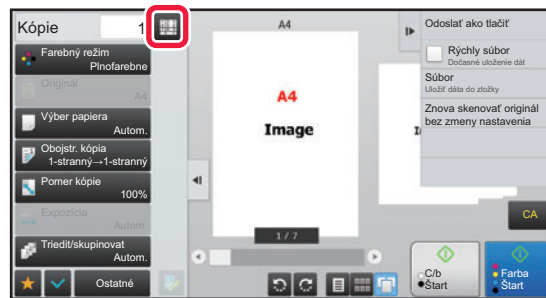 Kópie
1
Farebný režim
Plnofarebne
Originál
A4
Výber papiera
Autom.
Obojstr. kópia
1-stranný→1-stranný
Pomer kópie
100%
Expozícia
Autom.
Triediť/skupinovat
Autom.
Ostatné
A4
A4
Image
1 / 7
Odoslať ako tlačiť
Rýchly súbor
Dočasné uloženie dát
Súbor
Uložiť dáta do zložky
Znova skenovať originál
bez zmeny nastavenia
CA
C/b
Štart
Farba
Štart